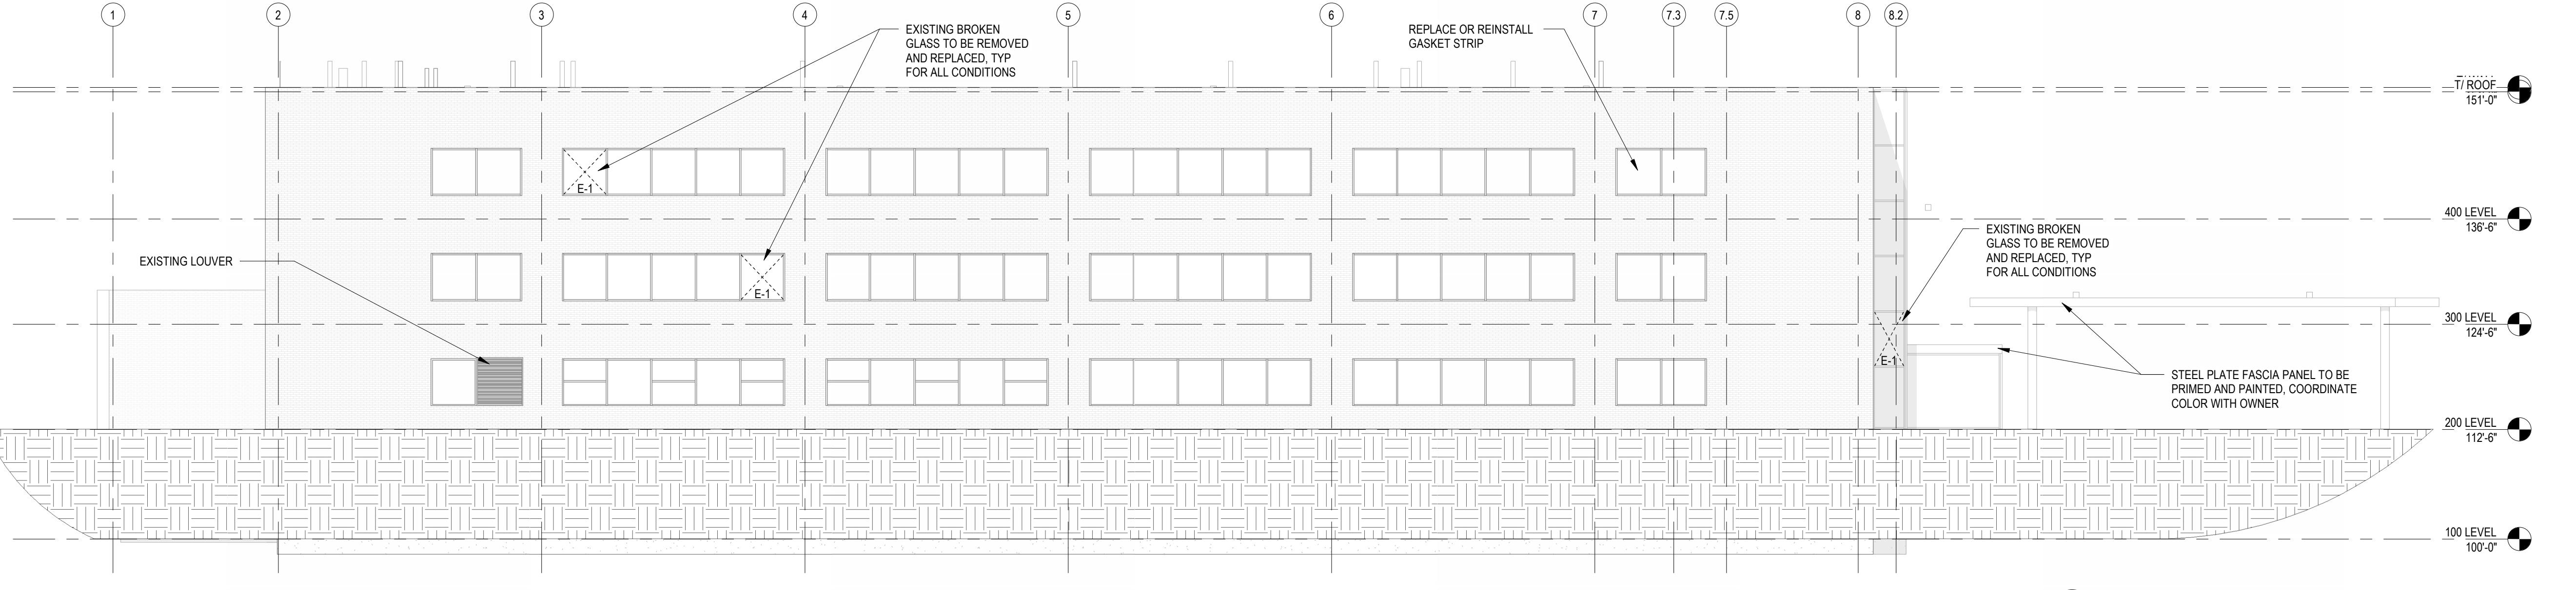 1
2
3
4
5
6
7
7.3
7.5
8
8.2
EXISTING BROKEN
GLASS TO BE REMOVED
AND REPLACED, TYP
FOR ALL CONDITIONS
REPLACE OR REINSTALL
GASKET STRIP
T/ ROOF
151'-0"
E-1
400 LEVEL
136'-6"
EXISTING LOUVER
E-1
EXISTING BROKEN
GLASS TO BE REMOVED
AND REPLACED, TYP
FOR ALL CONDITIONS
300 LEVEL
124'-6"
E-1
STEEL PLATE FASCIA PANEL TO BE
PRIMED AND PAINTED, COORDINATE
COLOR WITH OWNER
200 LEVEL
112'-6"
100 LEVEL
100'-0"